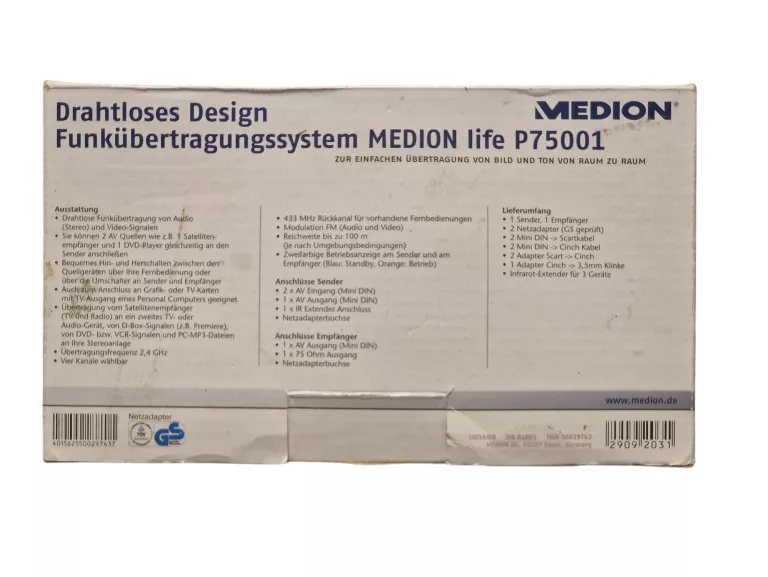 Drahtloses Design
MEDION®
Funkübertragungssystem MEDION life P75001
ZUR EINFACHEN ÜBERTRAGUNG VON BILD UND TON VON RAUM ZU RAUM
Ausstattung
• Drahtlose Funkübertragung von Audio
(Stereo) und Video-Signalen
• Sie können 2 AV Quellen wie z.B. 1 Satelliten-
empfänger und 1 DVD-Player gleichzeitig an den
Sender anschließen
• Bequemes Hin- und Herschalten zwischen den
Quellgeräten über Ihre Fernbedienung oder
über die Umschalter an Sender und Empfänger
• Auch zum Anschluss an Grafik- oder TV-Karten
mit TV-Ausgang eines Personal Computers geeignet
• Übertragung vom Satellitenempfänger
(TV und Radio) an ein zweites TV- oder
Audio-Gerät, von D-Box-Signalen (z.B. Premiere),
von DVD- bzw. VCR-Signalen und PC-MP3-Dateien
an Ihre Stereoanlage
• Übertragungsfrequenz 2,4 GHz
• Vier Kanäle wählbar
• 433 MHz Rückkanal für vorhandene Fernbedienungen
• Modulation FM (Audio und Video)
• Reichweite bis zu 100 m
(Je nach Umgebungsbedingungen)
• Zweifarbige Betriebsanzeige am Sender und am
Empfänger (Blau: Standby, Orange: Betrieb)
Anschlüsse Sender
• 2 x AV Eingang (Mini DIN)
• 1 x AV Ausgang (Mini DIN)
• 1 x IR Extender Anschluss
• Netzadapterbuchse
Anschlüsse Empfänger
• 1 x AV Ausgang (Mini DIN)
• 1 x 75 Ohm Ausgang
• Netzadapterbuchse
Lieferumfang
• 1 Sender, 1 Empfänger
• 2 Netzadapter (GS geprüft)
• 2 Mini DIN -> Scartkabel
• 2 Mini DIN -> Cinch Kabel
• 2 Adapter Scart -> Cinch
• 1 Adapter Cinch -> 3,5mm Klinke
• Infrarot-Extender für 3 Geräte
www.medion.de
Netzadapter
4015625500297637
GS
F
2909 2031